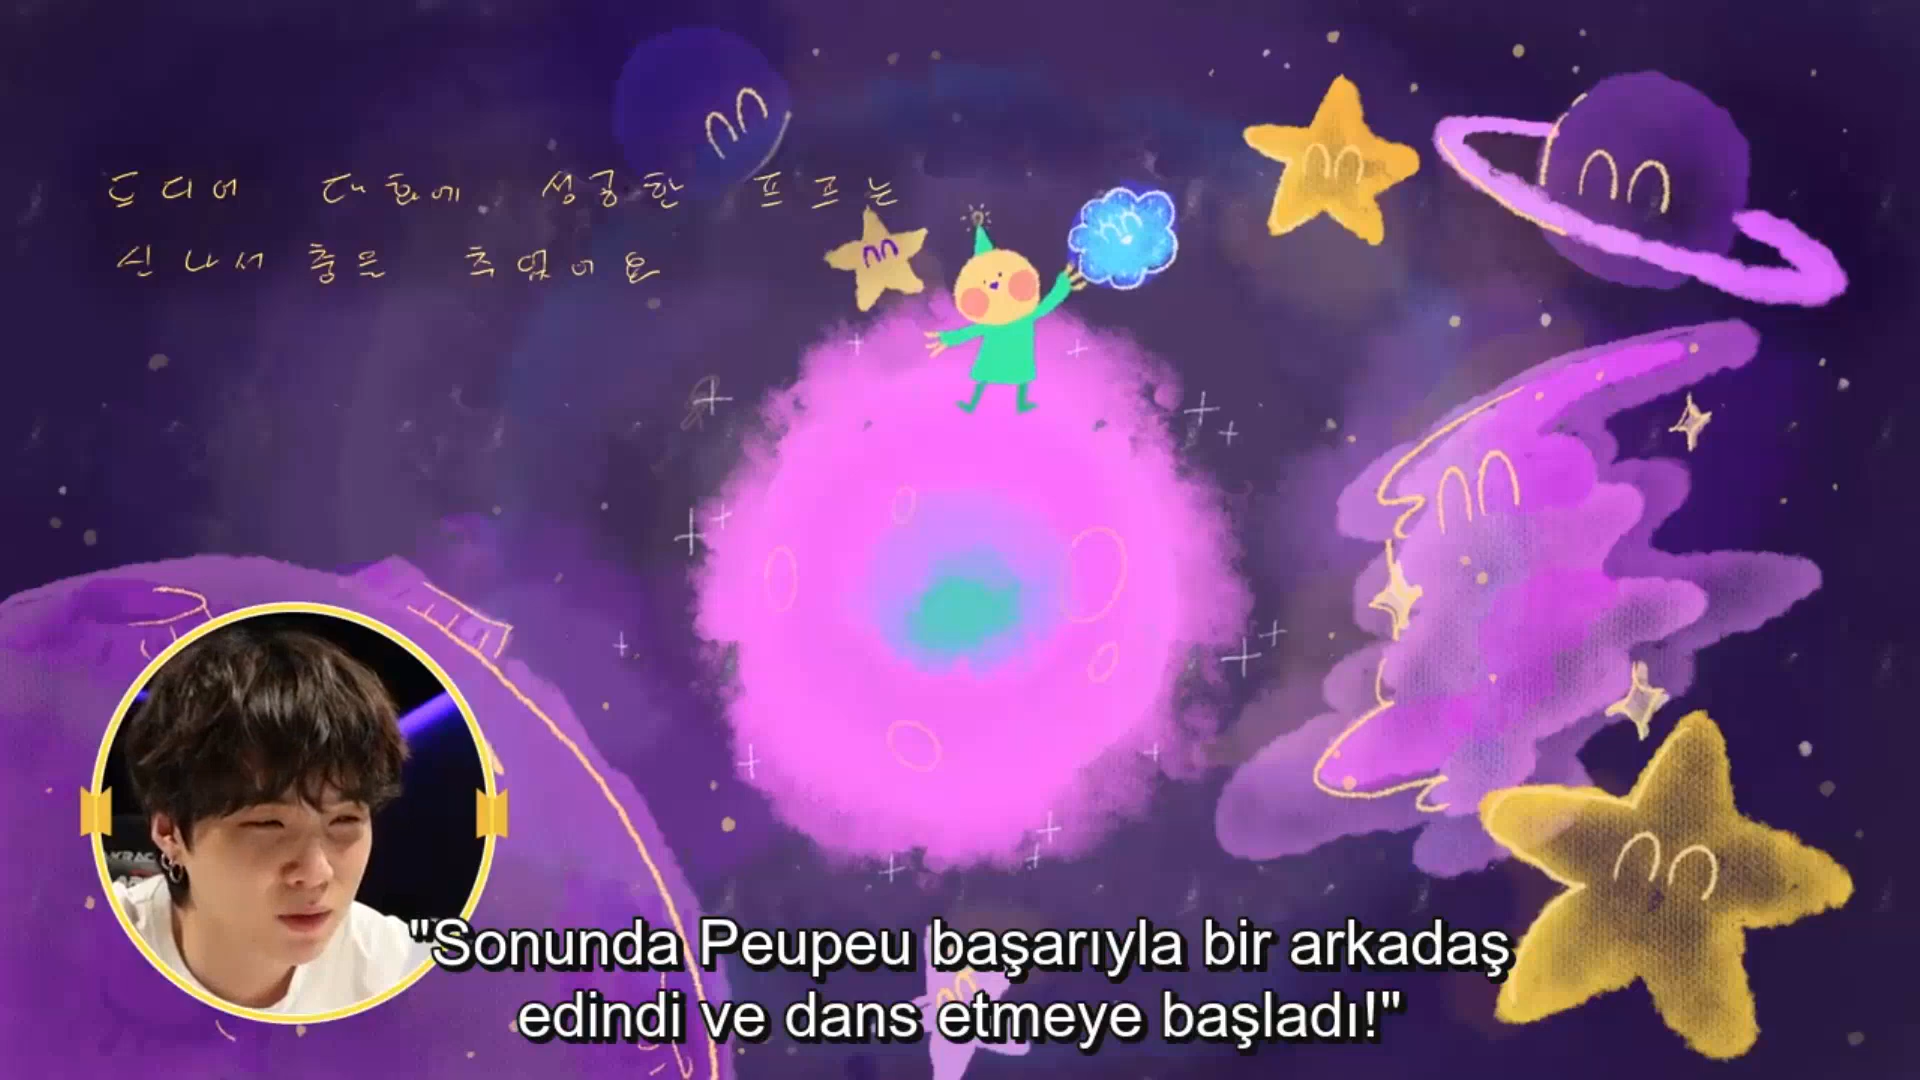 드디어 대화에 성공한 프프는
신나서 춤을 추었어요
"Sonunda Peupeu başarıyla bir arkadaş
edindi ve dans etmeye başladı!"